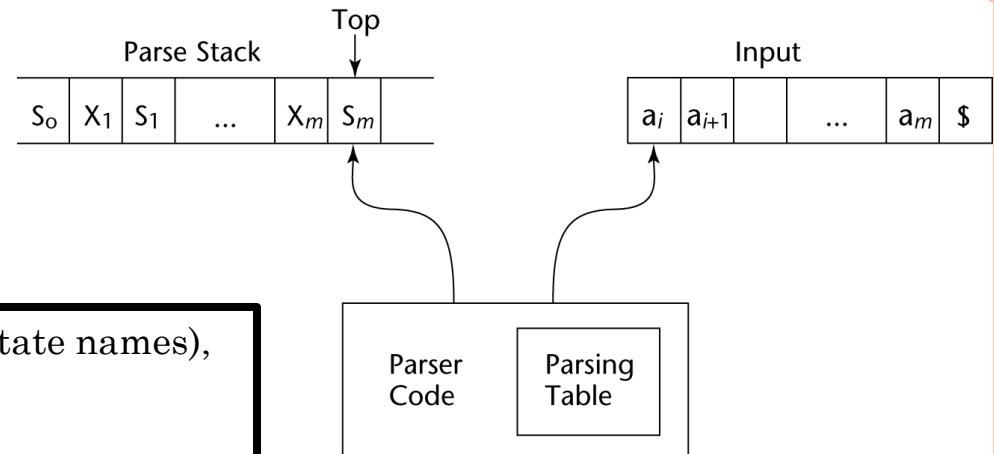 Top
Parse Stack
Input
S₀ X₁ S₁ ... Xₘ Sₘ
aᵢ aᵢ₊₁ ... aₘ $
tate names),
Parser
Code
Parsing
Table